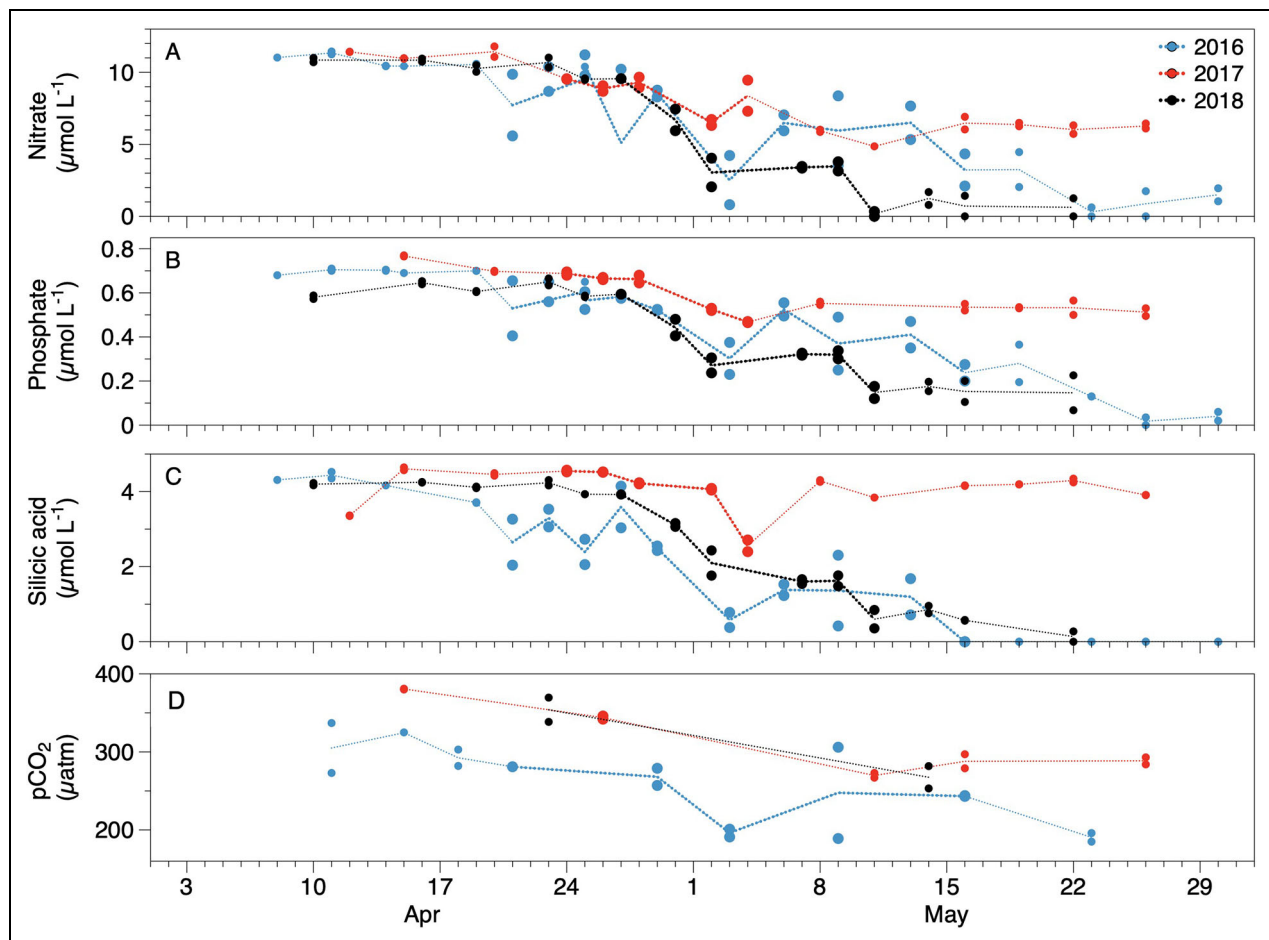 A
2016
2017
2018
10
5
0
Nitrate
(µmol L⁻¹)
B
0.8
0.6
0.4
0.2
0
Phosphate
(µmol L⁻¹)
C
4
2
0
Silicic acid
(µmol L⁻¹)
D
400
300
200
pCO₂
(µatm)
3 10 17 24 1 8 15 22 29
Apr May